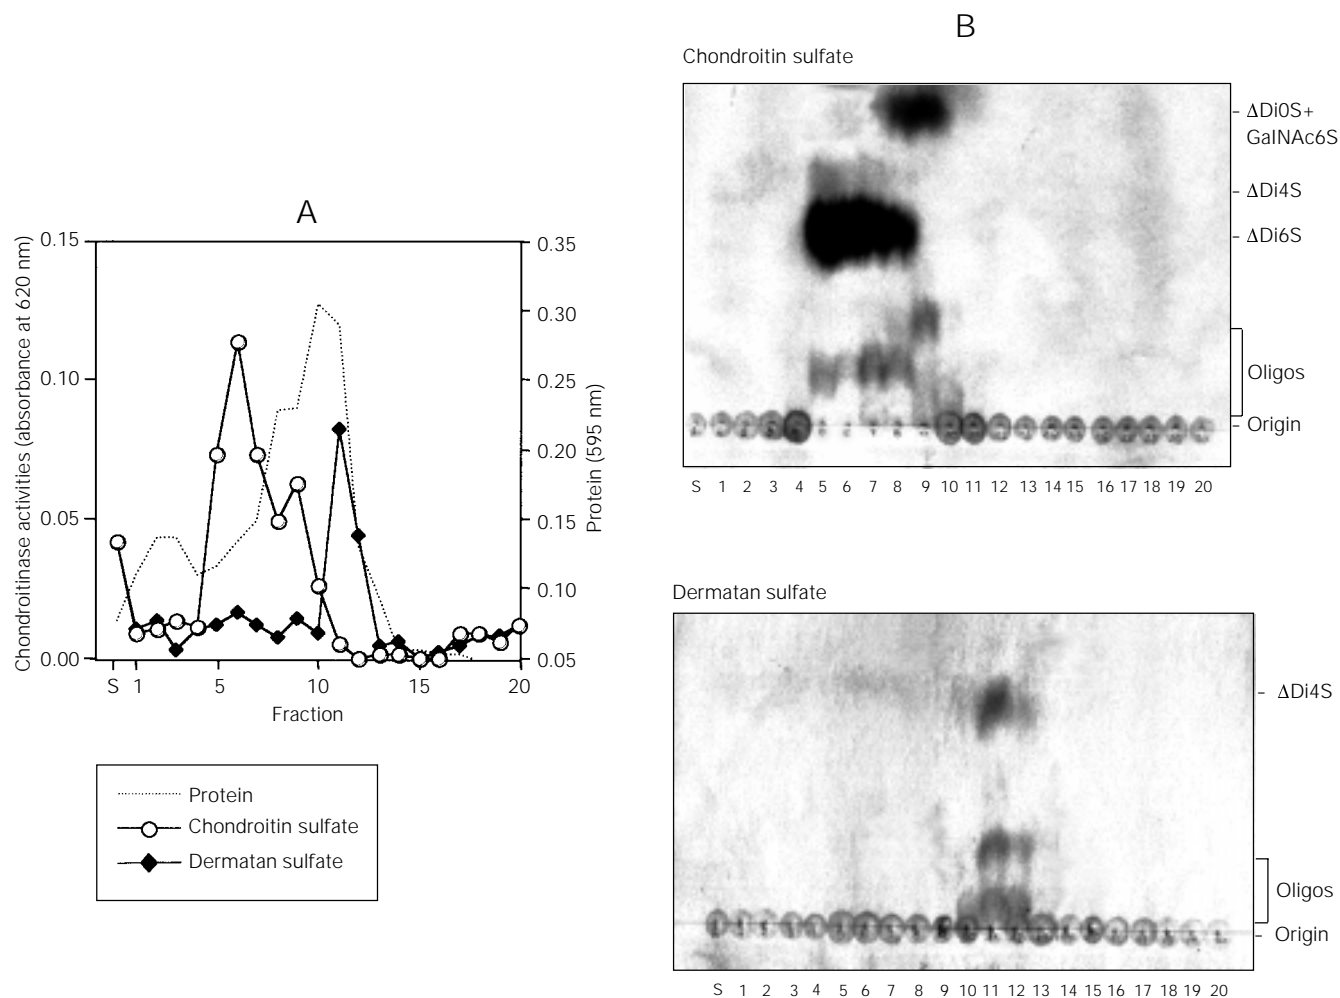 A
Chondroitinase activities (absorbance at 620 nm)
0.15
0.10
0.05
0.00
0.35
0.30
0.25
0.20
0.15
0.10
0.05
Protein (595 nm)
S 1 5 10 15 20
Fraction
Protein
Chondroitin sulfate
Dermatan sulfate
B
Chondroitin sulfate
ΔDi0S+
GalNAc6S
ΔDi4S
ΔDi6S
Oligos
Origin
S 1 2 3 4 5 6 7 8 9 10 11 12 13 14 15 16 17 18 19 20
Dermatan sulfate
ΔDi4S
Oligos
Origin
S 1 2 3 4 5 6 7 8 9 10 11 12 13 14 15 16 17 18 19 20